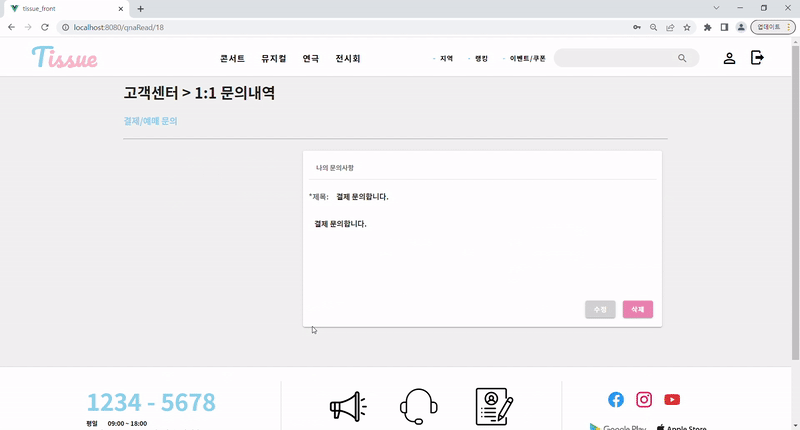 tissue_front
localhost:8080/qnaRead/18
업데이트
Tissue
콘서트 뮤지컬 연극 전시회
지역 랭킹 이벤트/쿠폰
고객센터 > 1:1 문의내역
결제/예매 문의
나의 문의사항
*제목: 결제 문의합니다.
결제 문의합니다.
수정 삭제
1234 - 5678
평일 09:00 ~ 18:00
Google Play Apple Store